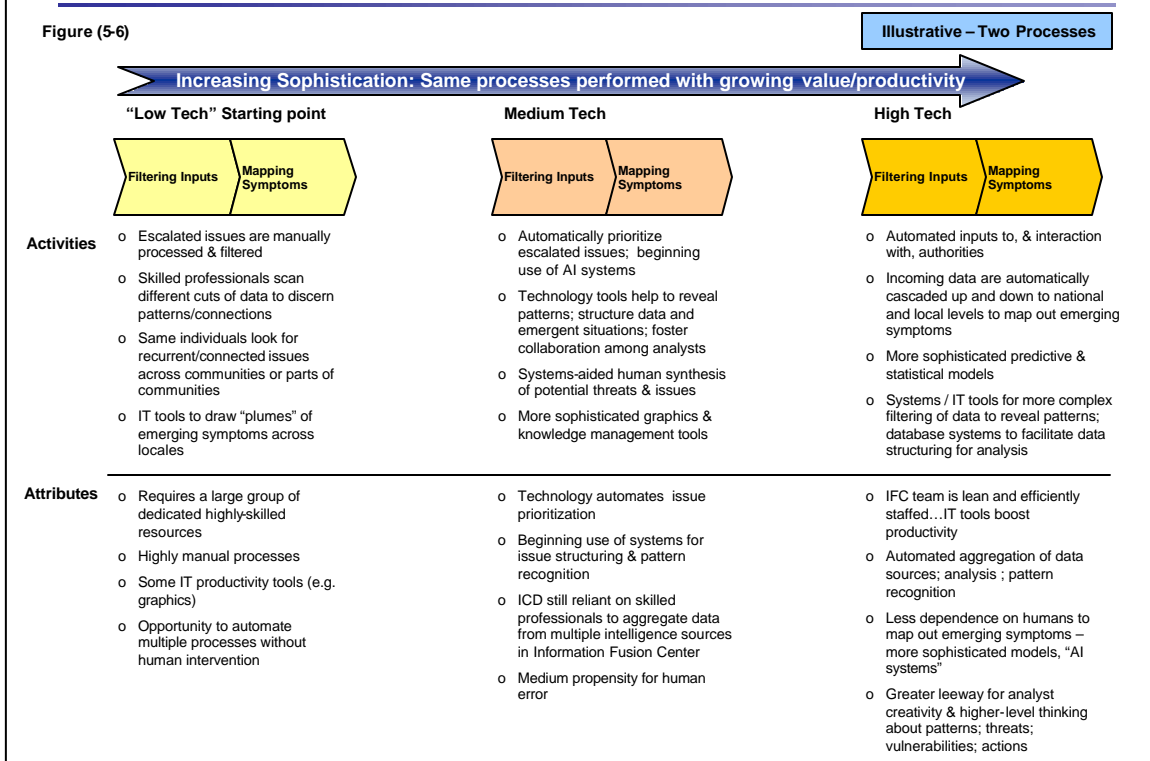 Figure (5-6)
Illustrative – Two Processes
Increasing Sophistication: Same processes performed with growing value/productivity
“Low Tech” Starting point
Medium Tech
High Tech
Filtering Inputs
Mapping
Symptoms
Filtering Inputs
Mapping
Symptoms
Filtering Inputs
Mapping
Symptoms
Activities
o Escalated issues are manually
processed & filtered
o Skilled professionals scan
different cuts of data to discern
patterns/connections
o Same individuals look for
recurrent/connected issues
across communities or parts of
communities
o IT tools to draw “plumes” of
emerging symptoms across
locales
o Automatically prioritize
escalated issues; beginning
use of AI systems
o Technology tools help to reveal
patterns; structure data and
emergent situations; foster
collaboration among analysts
o Systems-aided human synthesis
of potential threats & issues
o More sophisticated graphics &
knowledge management tools
o Automated inputs to, & interaction
with, authorities
o Incoming data are automatically
cascaded up and down to national
and local levels to map out emerging
symptoms
o More sophisticated predictive &
statistical models
o Systems / IT tools for more complex
filtering of data to reveal patterns;
database systems to facilitate data
structuring for analysis
Attributes
o Requires a large group of
dedicated highly-skilled
resources
o Highly manual processes
o Some IT productivity tools (e.g.
graphics)
o Opportunity to automate
multiple processes without
human intervention
o Technology automates issue
prioritization
o Beginning use of systems for
issue structuring & pattern
recognition
o ICD still reliant on skilled
professionals to aggregate data
from multiple intelligence sources
in Information Fusion Center
o Medium propensity for human
error
o IFC team is lean and efficiently
staffed…IT tools boost
productivity
o Automated aggregation of data
sources; analysis ; pattern
recognition
o Less dependence on humans to
map out emerging symptoms –
more sophisticated models, “AI
systems”
o Greater leeway for analyst
creativity & higher-level thinking
about patterns; threats;
vulnerabilities; actions